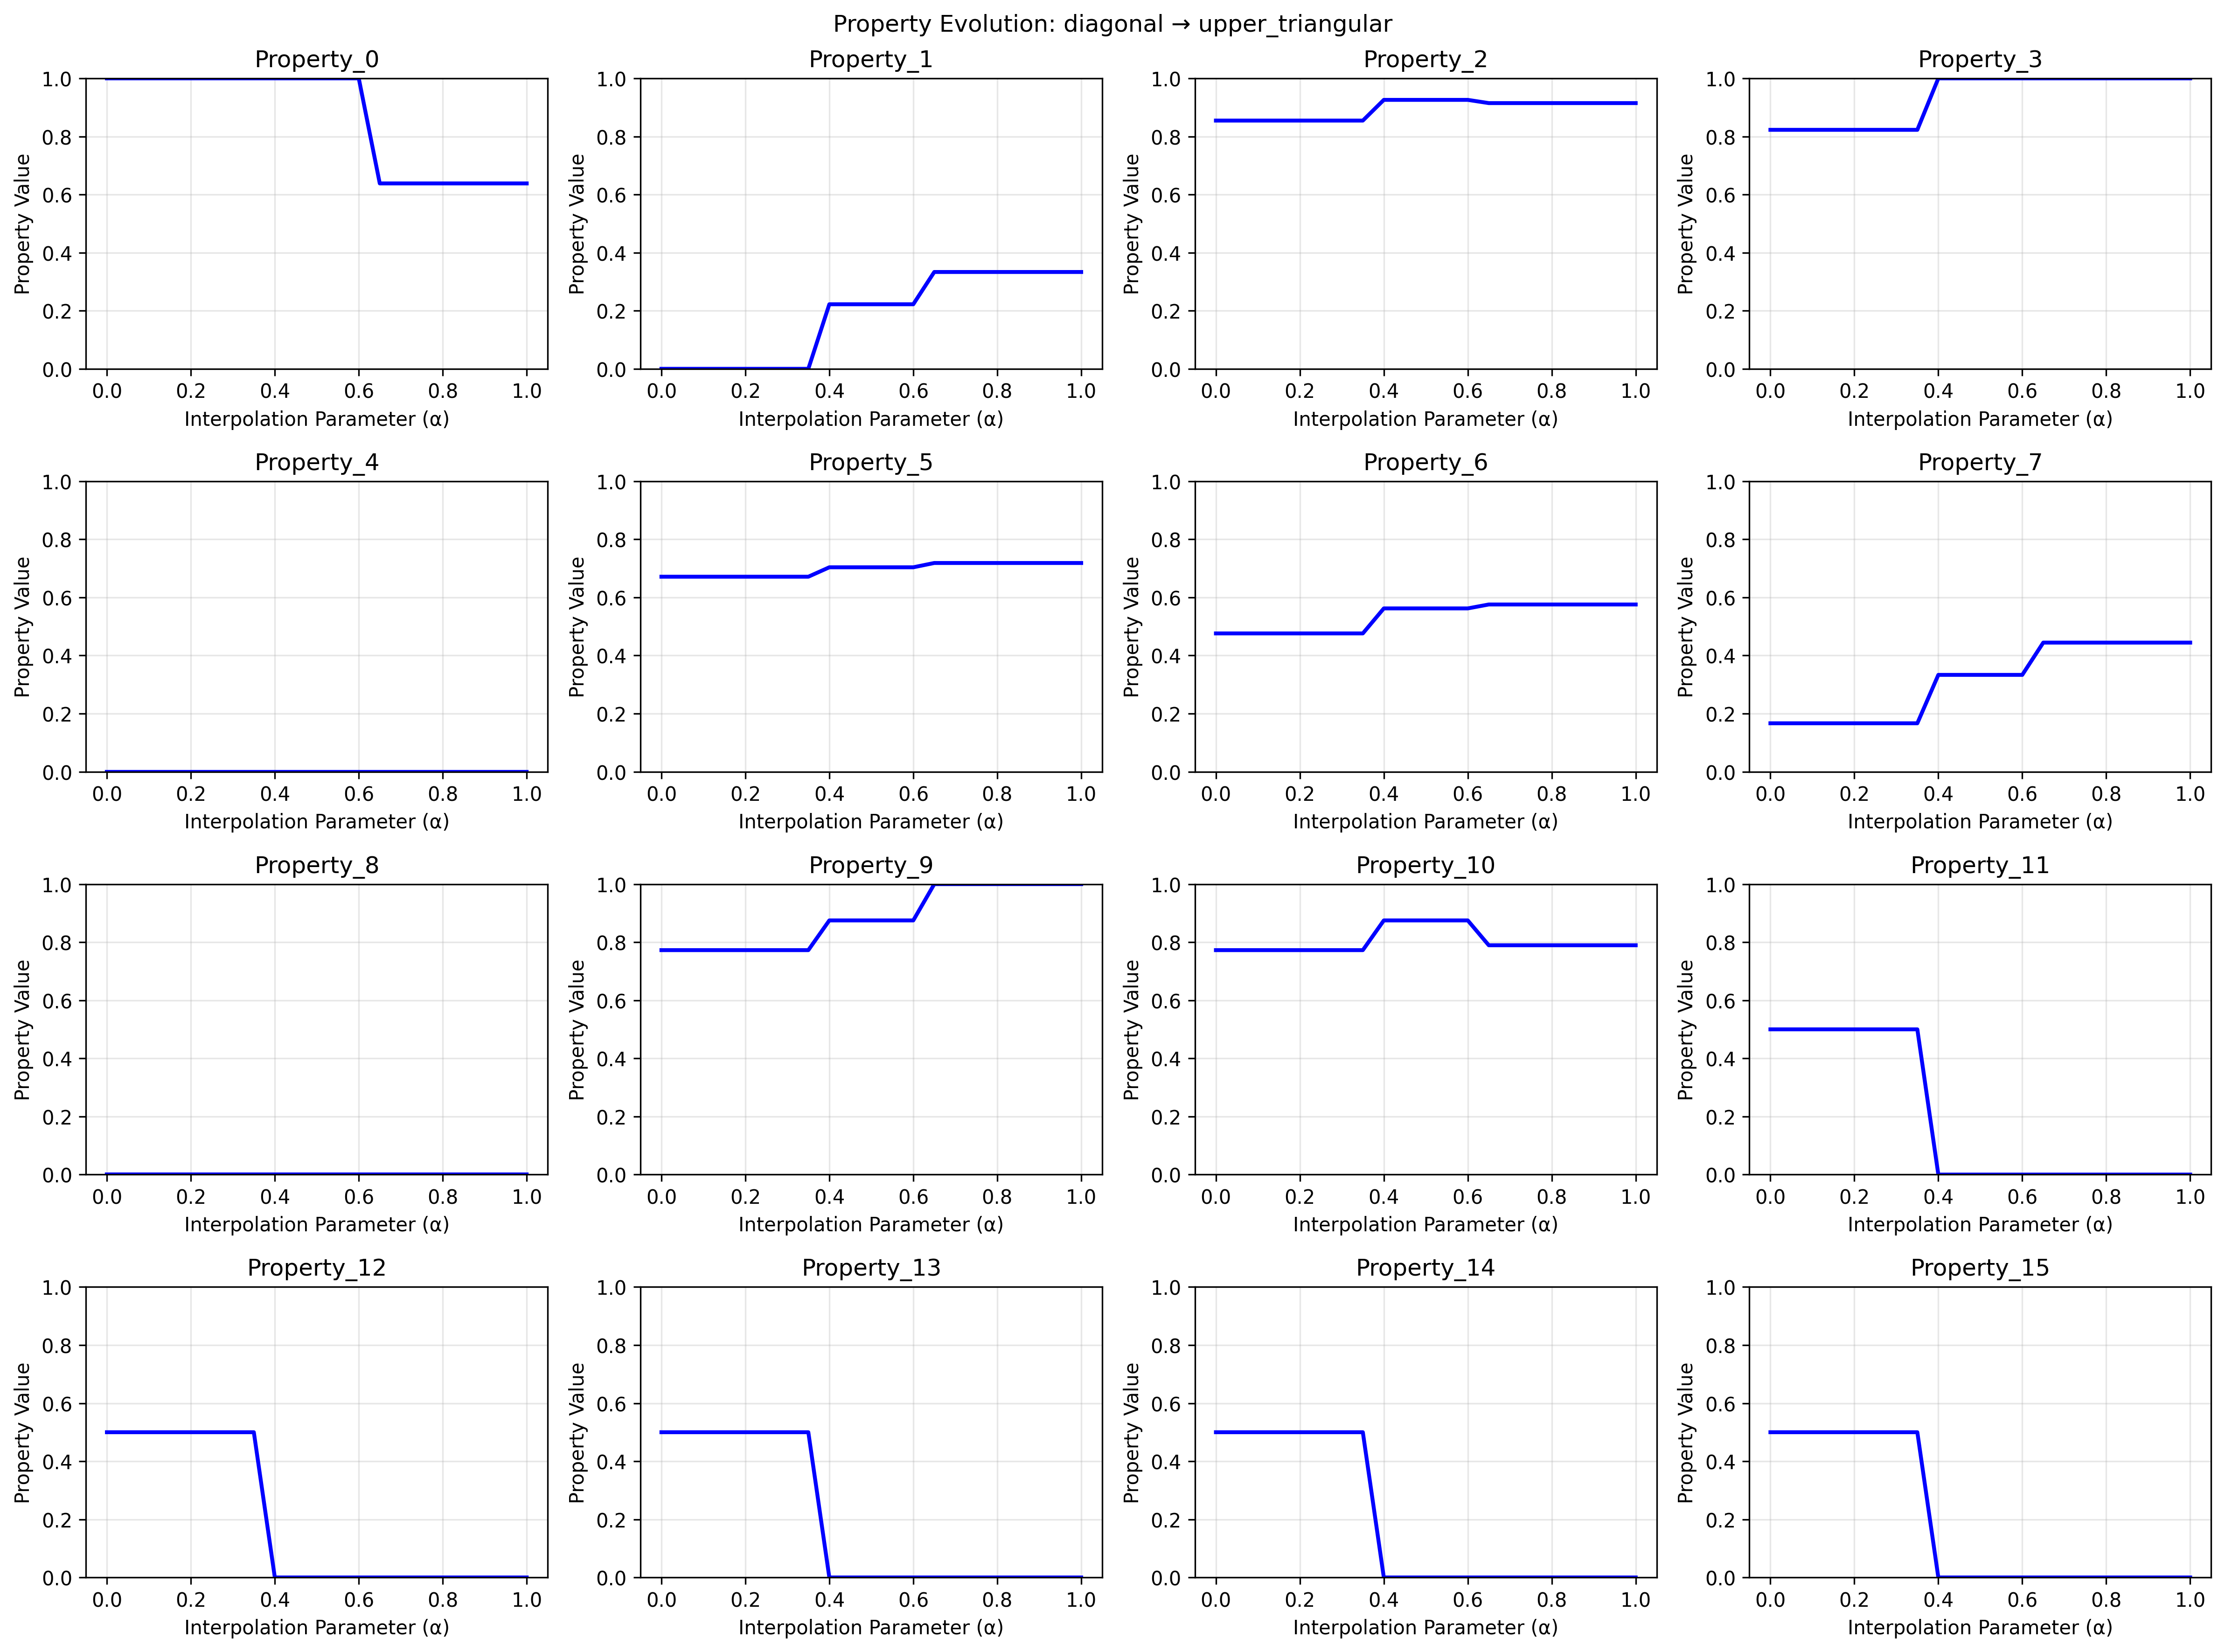 Property Evolution: diagonal → upper_triangular
Property_0
Property_1
Property_2
Property_3
1.0 0.8 0.6 0.4 0.2 0.0
Property Value
0.0 0.2 0.4 0.6 0.8 1.0
Interpolation Parameter (α)
1.0 0.8 0.6 0.4 0.2 0.0
Property Value
0.0 0.2 0.4 0.6 0.8 1.0
Interpolation Parameter (α)
1.0 0.8 0.6 0.4 0.2 0.0
Property Value
0.0 0.2 0.4 0.6 0.8 1.0
Interpolation Parameter (α)
1.0 0.8 0.6 0.4 0.2 0.0
Property Value
0.0 0.2 0.4 0.6 0.8 1.0
Interpolation Parameter (α)
Property_4
Property_5
Property_6
Property_7
1.0 0.8 0.6 0.4 0.2 0.0
Property Value
0.0 0.2 0.4 0.6 0.8 1.0
Interpolation Parameter (α)
1.0 0.8 0.6 0.4 0.2 0.0
Property Value
0.0 0.2 0.4 0.6 0.8 1.0
Interpolation Parameter (α)
1.0 0.8 0.6 0.4 0.2 0.0
Property Value
0.0 0.2 0.4 0.6 0.8 1.0
Interpolation Parameter (α)
1.0 0.8 0.6 0.4 0.2 0.0
Property Value
0.0 0.2 0.4 0.6 0.8 1.0
Interpolation Parameter (α)
Property_8
Property_9
Property_10
Property_11
1.0 0.8 0.6 0.4 0.2 0.0
Property Value
0.0 0.2 0.4 0.6 0.8 1.0
Interpolation Parameter (α)
1.0 0.8 0.6 0.4 0.2 0.0
Property Value
0.0 0.2 0.4 0.6 0.8 1.0
Interpolation Parameter (α)
1.0 0.8 0.6 0.4 0.2 0.0
Property Value
0.0 0.2 0.4 0.6 0.8 1.0
Interpolation Parameter (α)
1.0 0.8 0.6 0.4 0.2 0.0
Property Value
0.0 0.2 0.4 0.6 0.8 1.0
Interpolation Parameter (α)
Property_12
Property_13
Property_14
Property_15
1.0 0.8 0.6 0.4 0.2 0.0
Property Value
0.0 0.2 0.4 0.6 0.8 1.0
Interpolation Parameter (α)
1.0 0.8 0.6 0.4 0.2 0.0
Property Value
0.0 0.2 0.4 0.6 0.8 1.0
Interpolation Parameter (α)
1.0 0.8 0.6 0.4 0.2 0.0
Property Value
0.0 0.2 0.4 0.6 0.8 1.0
Interpolation Parameter (α)
1.0 0.8 0.6 0.4 0.2 0.0
Property Value
0.0 0.2 0.4 0.6 0.8 1.0
Interpolation Parameter (α)